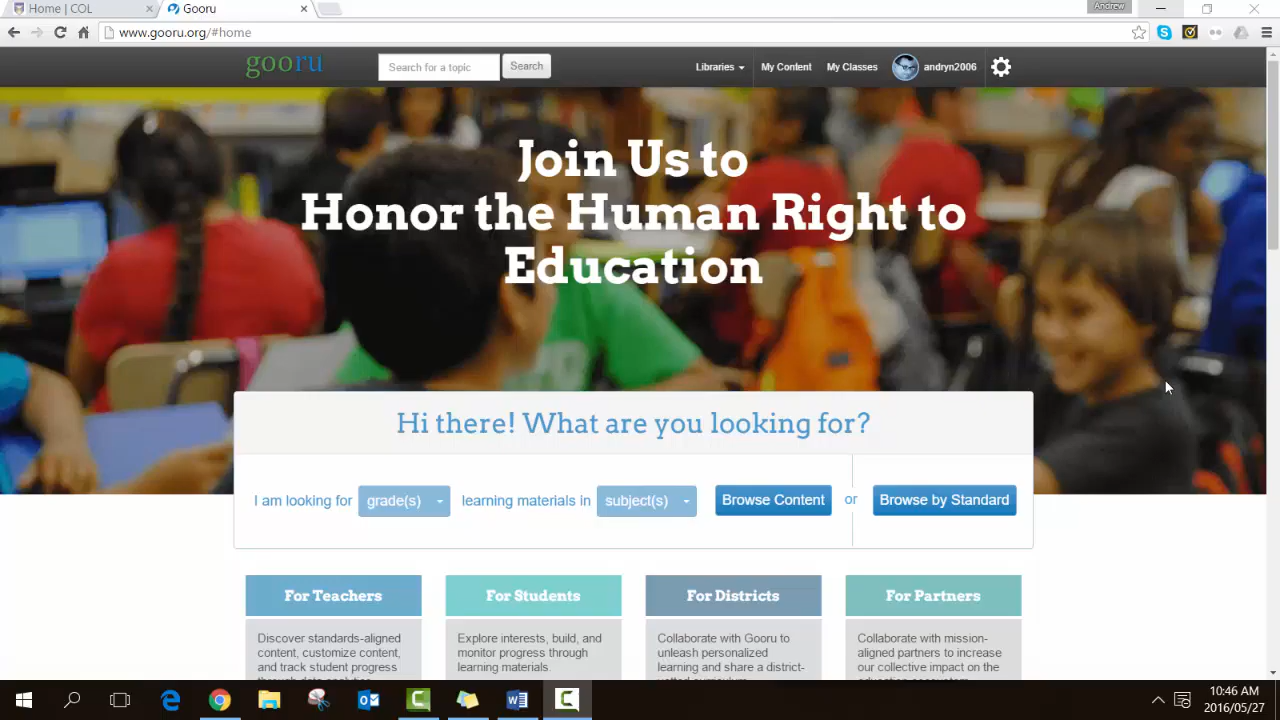 Home | COL
Gooru
Andrew
www.gooru.org/#home
gooru
Search for a topic
Search
Libraries
My Content
My Classes
andryn2006
Join Us to
Honor the Human Right to
Education
Hi there! What are you looking for?
I am looking for
grade(s)
learning materials in
subject(s)
Browse Content
or
Browse by Standard
For Teachers
Discover standards-aligned
content, customize content,
and track student progress
through data analytics
For Students
Explore interests, build, and
monitor progress through
learning materials.
For Districts
Collaborate with Gooru to
unleash personalized
learning and share a district-
For Partners
Collaborate with mission-
aligned partners to increase
our collective impact on the
education ecosystem
10:46 AM
2016/05/27